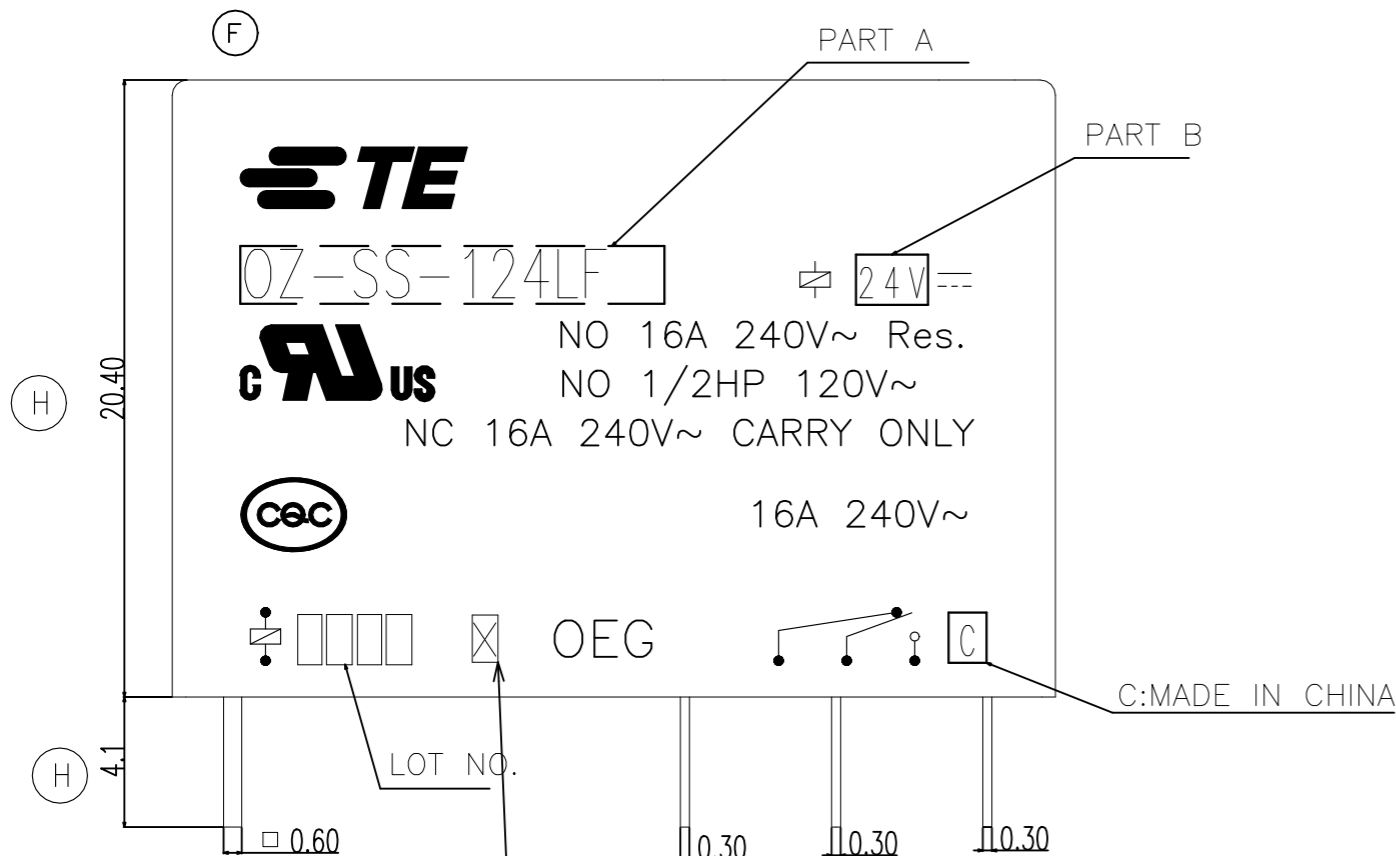 F
PART A
PART B
TE
OZ-SS-124LF
24V
C RU US
NO 16A 240V~ Res.
NO 1/2HP 120V~
NC 16A 240V~ CARRY ONLY
H
20.40
CQC
16A 240V~
X
OEG
C
C:MADE IN CHINA
H
4.1
LOT NO.
□ 0.60
0.30
0.30
0.30